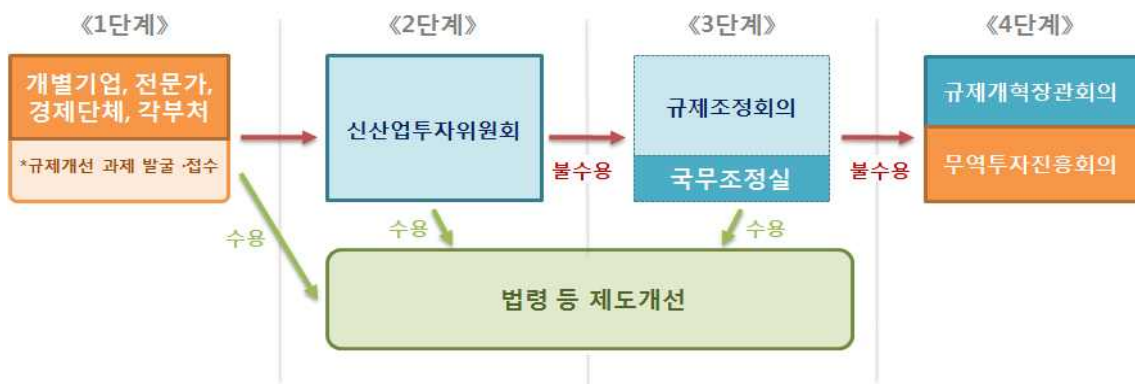 《1단계》
《2단계》
《3단계》
《4단계》
개별기업, 전문가,
경제단체, 각부처
*규제개선 과제 발굴 ·접수
신산업투자위원회
불수용
규제조정회의
국무조정실
불수용
규제개혁장관회의
무역투자진흥회의
수용
수용
수용
법령 등 제도개선